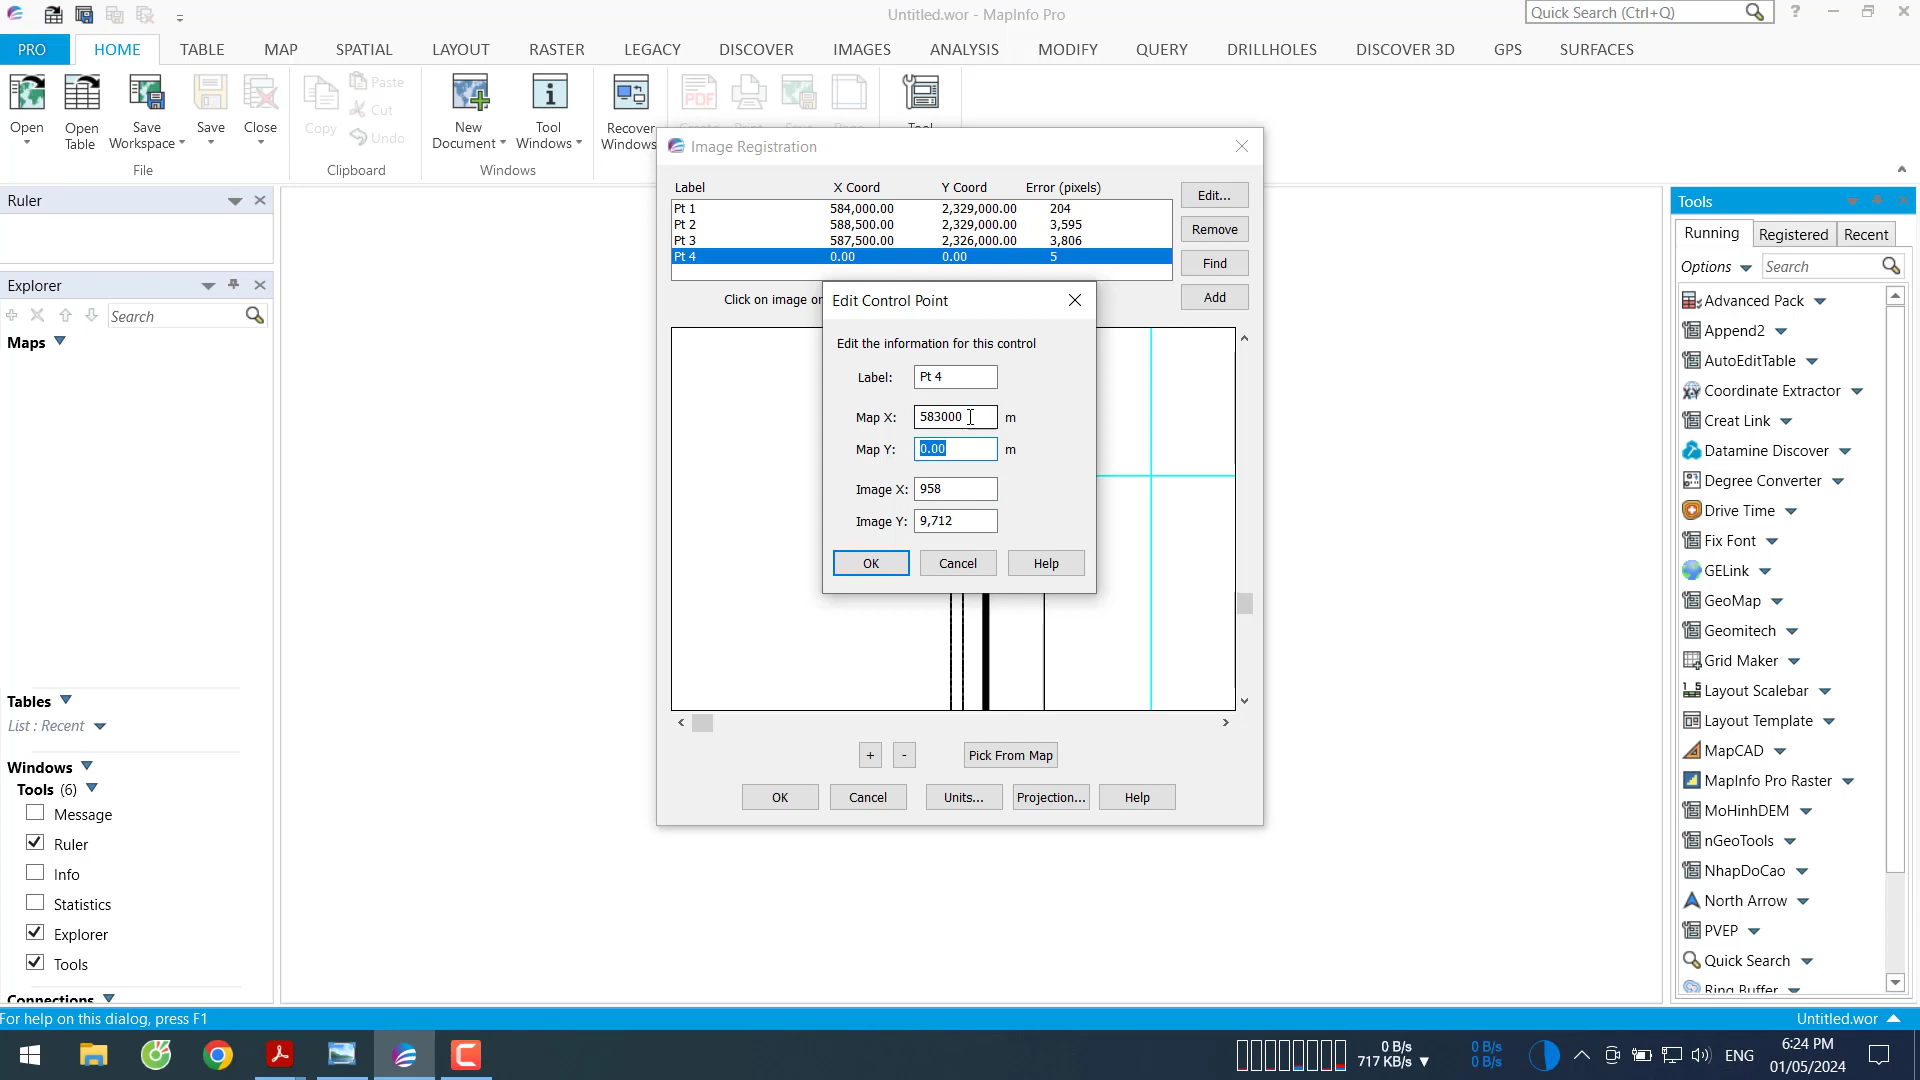 Untitled.wor - MapInfo Pro
Quick Search (Ctrl+Q)
PRO HOME TABLE MAP SPATIAL LAYOUT RASTER LEGACY DISCOVER IMAGES ANALYSIS MODIFY QUERY DRILLHOLES DISCOVER 3D GPS SURFACES
Open
Open Table
Save Workspace
Save
Close
File
Copy
Paste
Cut
Undo
Clipboard
New Document
Tool Windows
Windows
Recover Windows
PDF
Tool
Ruler
Explorer
Search
Maps
Tables
List : Recent
Windows
Tools (6)
Message
Ruler
Info
Statistics
Explorer
Tools
Connections
Image Registration
Label X Coord Y Coord Error (pixels)
Pt 1 584,000.00 2,329,000.00 204
Pt 2 588,500.00 2,329,000.00 3,595
Pt 3 587,500.00 2,326,000.00 3,806
Pt 4 0.00 0.00 5
Edit...
Remove
Find
Add
Click on image or
Edit Control Point
Edit the information for this control
Label: Pt 4
Map X: 583000 m
Map Y: 0.00 m
Image X: 958
Image Y: 9,712
OK Cancel Help
+ - Pick From Map
OK Cancel Units... Projection... Help
Tools
Running Registered Recent
Options Search
Advanced Pack
Append2
AutoEditTable
Coordinate Extractor
Creat Link
Datamine Discover
Degree Converter
Drive Time
Fix Font
GELink
GeoMap
Geomitech
Grid Maker
Layout Scalebar
Layout Template
MapCAD
MapInfo Pro Raster
MoHinhDEM
nGeoTools
NhapDoCao
North Arrow
PVEP
Quick Search
Ring Buffer
For help on this dialog, press F1
Untitled.wor
0 B/s
717 KB/s
0 B/s
0 B/s
ENG
6:24 PM
01/05/2024